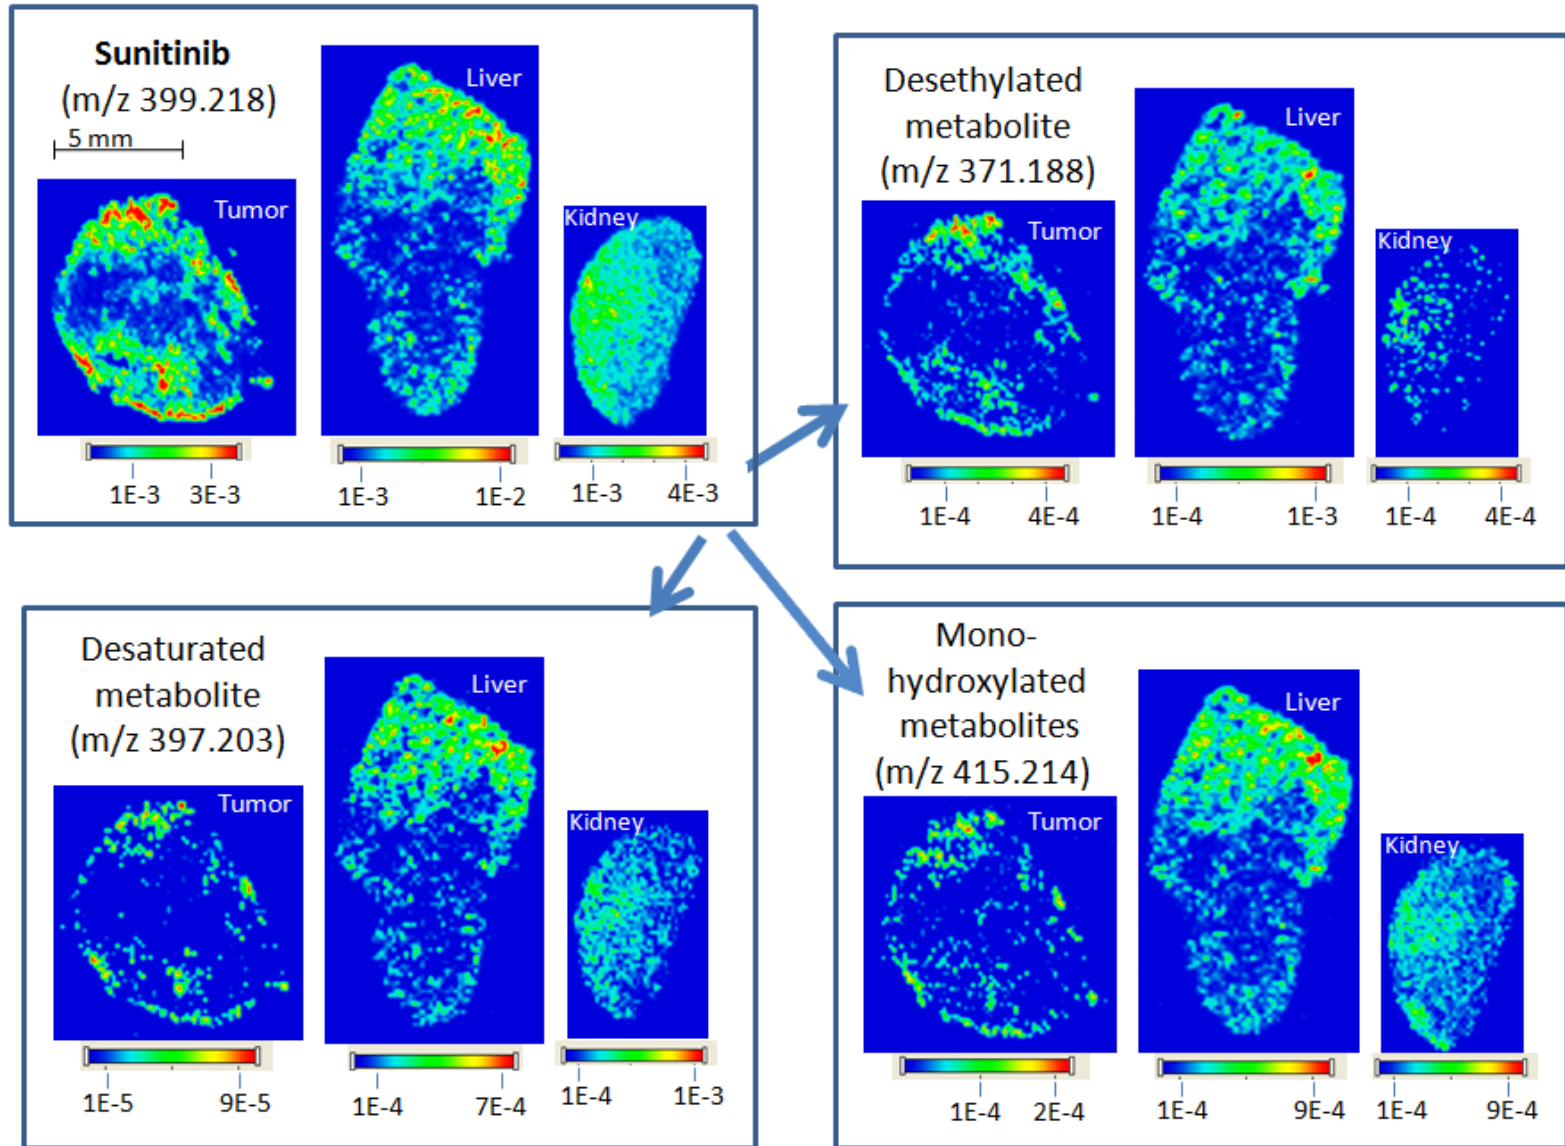 Sunitinib
(m/z 399.218)
5 mm
Tumor
Liver
Kidney
1E-3 3E-3
1E-3 1E-2
1E-3 4E-3
Desethylated
metabolite
(m/z 371.188)
Tumor
Liver
Kidney
1E-4 4E-4
1E-4 1E-3
1E-4 4E-4
Desaturated
metabolite
(m/z 397.203)
Tumor
Liver
Kidney
1E-5 9E-5
1E-4 7E-4
1E-4 1E-3
Mono-
hydroxylated
metabolites
(m/z 415.214)
Tumor
Liver
Kidney
1E-4 2E-4
1E-4 9E-4
1E-4 9E-4